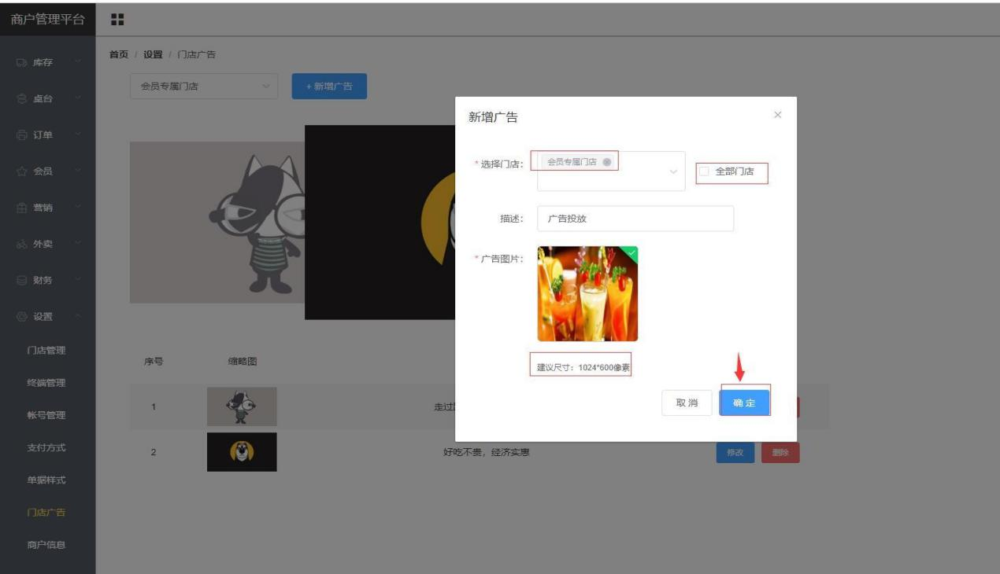 商户管理平台
首页 / 设置 / 门店广告
会员专属门店
+ 新增广告
库存
桌台
订单
会员
营销
外卖
财务
设置
门店管理
终端管理
帐号管理
支付方式
单据样式
门店广告
商户信息
新增广告
* 选择门店：
会员专属门店
全部门店
描述：
广告投放
* 广告图片：
建议尺寸：1024*600像素
取 消
确 定
序号
缩略图
1
走过
2
好吃不贵，经济实惠
修改
删除